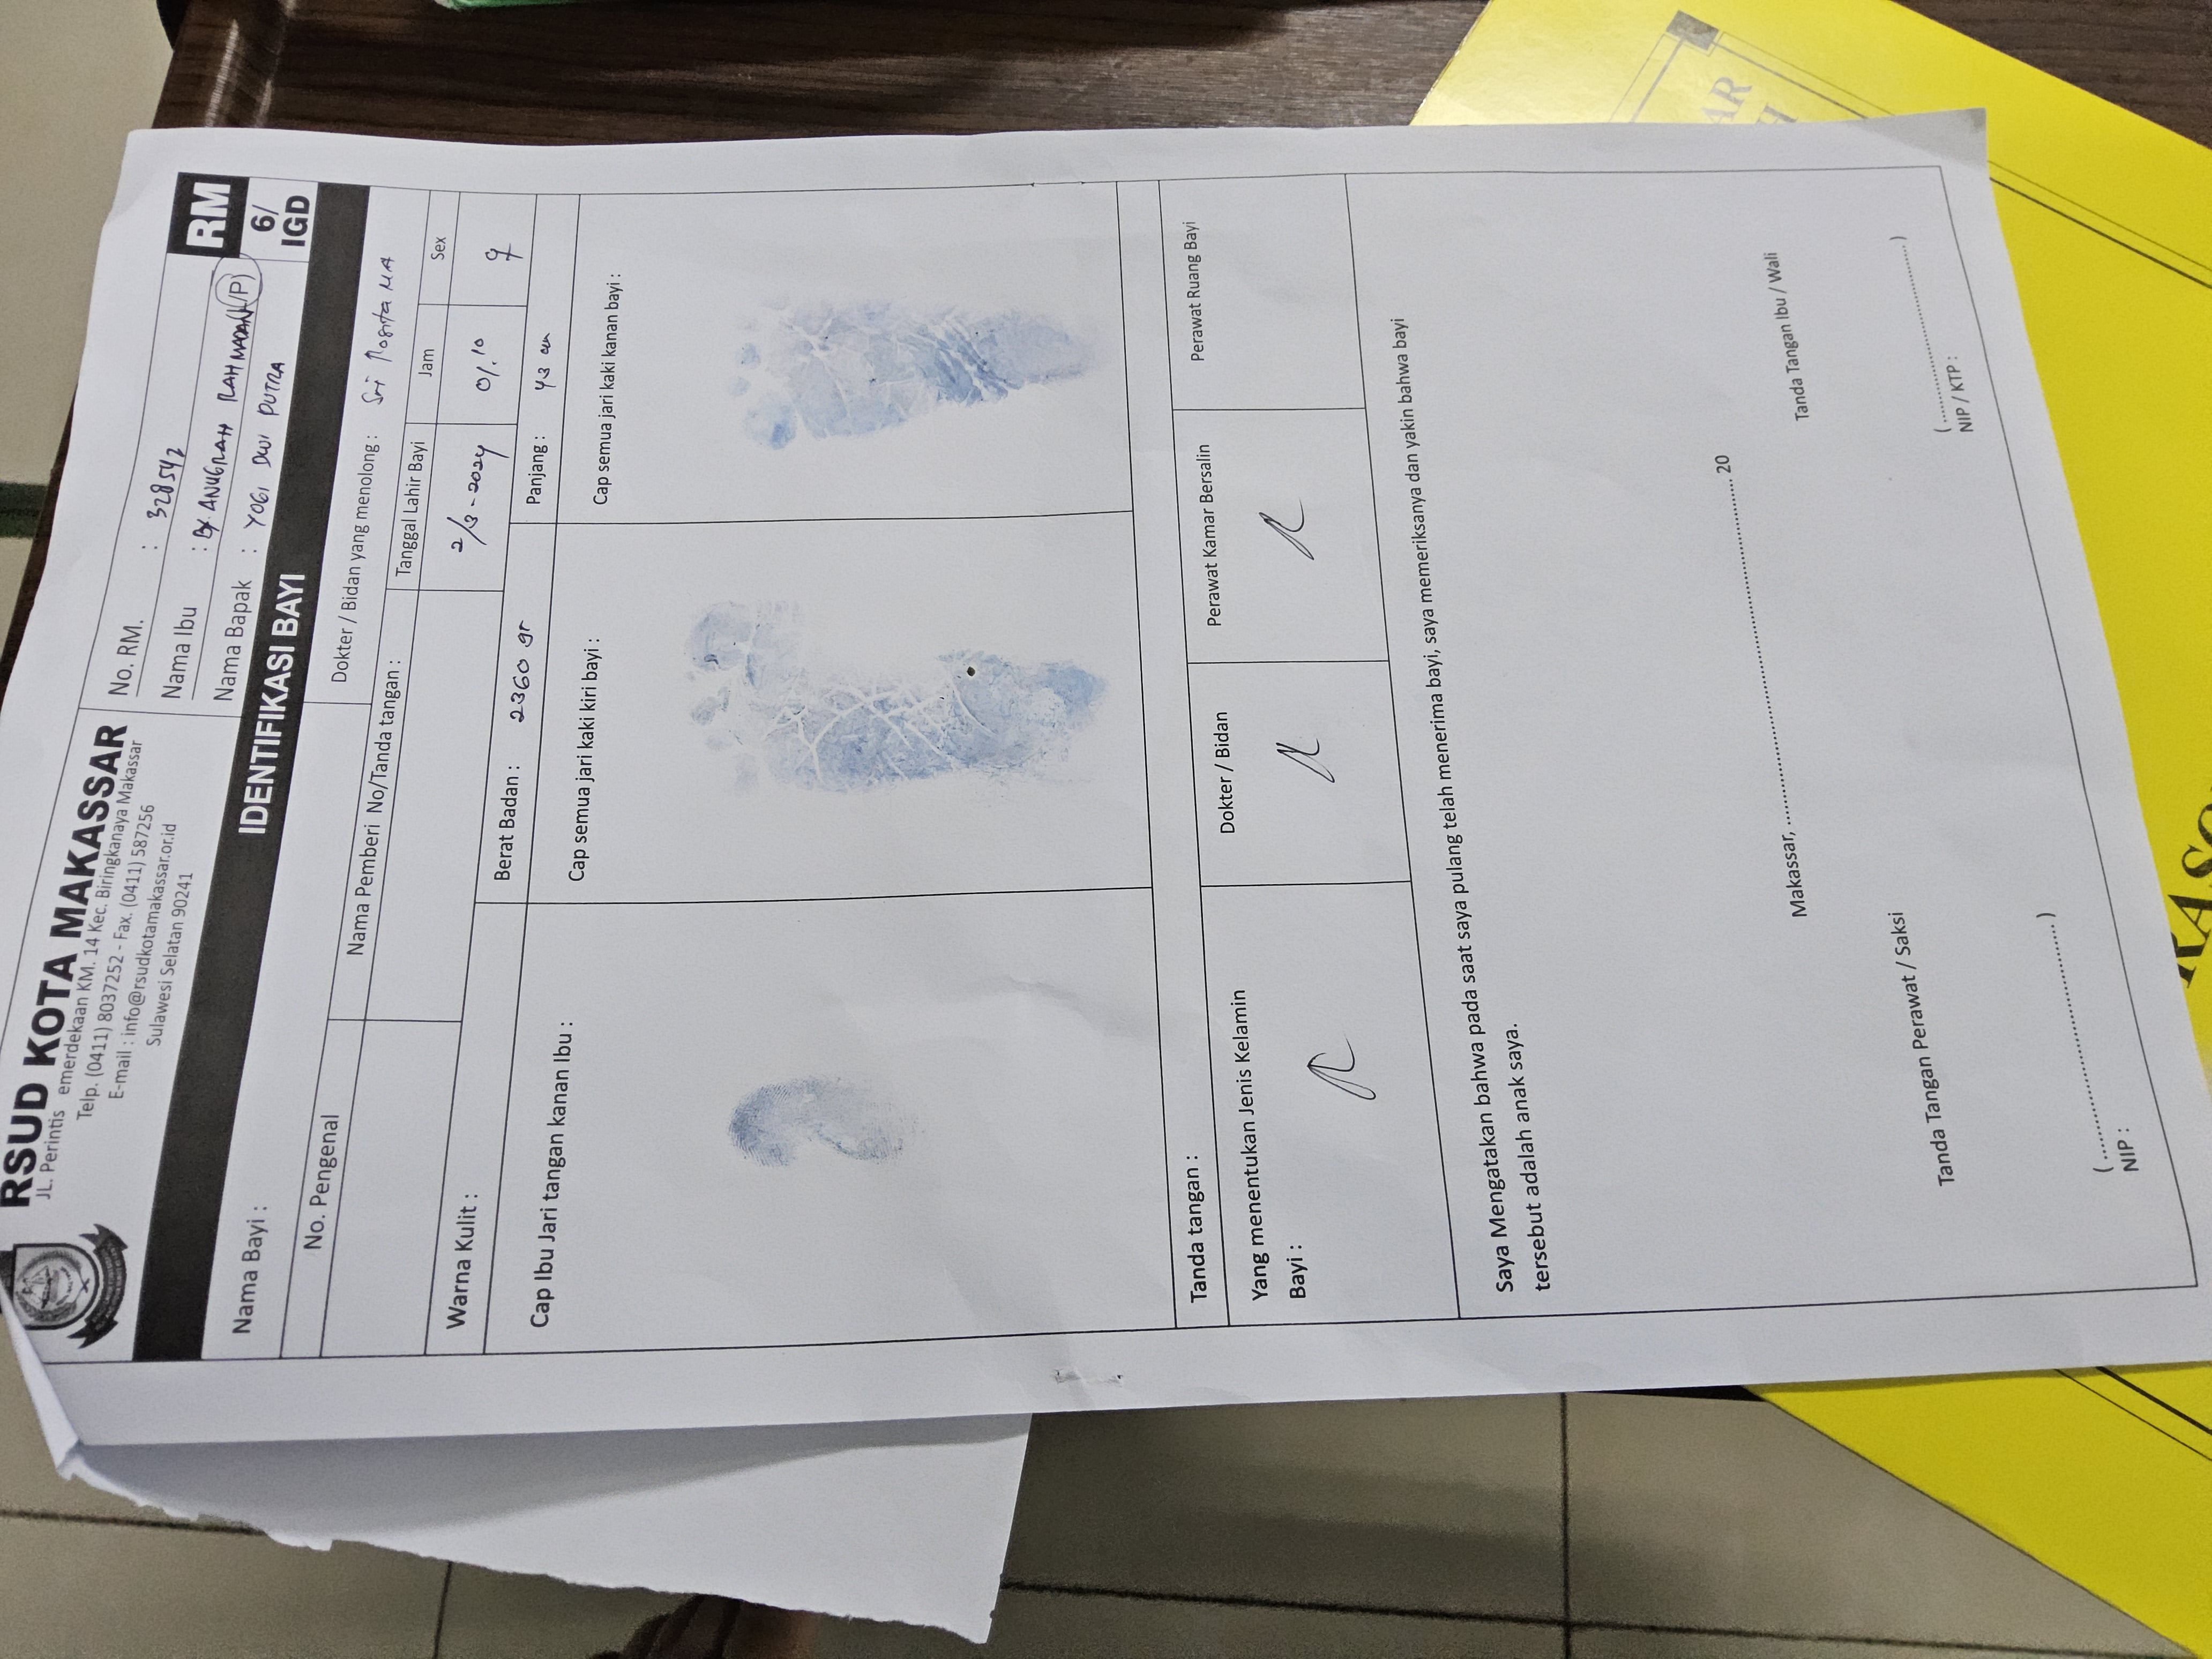 RSUD KOTA MAKASSAR
JL. Perintis emerdekaan KM. 14 Kec. Biringkanaya Makassar
Telp. (0411) 8037252 - Fax. (0411) 587256
E-mail : info@rsudkotamakassar.or.id
Sulawesi Selatan 90241
No. RM. : 328542
Nama Ibu : By. ANUGRAH RAHMADANI (L/P)
Nama Bapak : YOGI DWI PUTRA
RM
6/
IGD
IDENTIFIKASI BAYI
Nama Bayi :
Dokter / Bidan yang menolong : Sri Rosita MA
No. Pengenal
Nama Pemberi No/Tanda tangan :
Tanggal Lahir Bayi
Jam
Sex
2/3-2024
01.10
♀
Warna Kulit :
Berat Badan : 2360 gr
Panjang : 43 cm
Cap Ibu Jari tangan kanan Ibu :
Cap semua jari kaki kiri bayi :
Cap semua jari kaki kanan bayi :
Tanda tangan :
Yang menentukan Jenis Kelamin
Bayi :
Dokter / Bidan
Perawat Kamar Bersalin
Perawat Ruang Bayi
Saya Mengatakan bahwa pada saat saya pulang telah menerima bayi, saya memeriksanya dan yakin bahwa bayi
tersebut adalah anak saya.
Makassar, ........................................ 20
Tanda Tangan Perawat / Saksi
Tanda Tangan Ibu / Wali
(........................................)
NIP :
(........................................)
NIP / KTP :